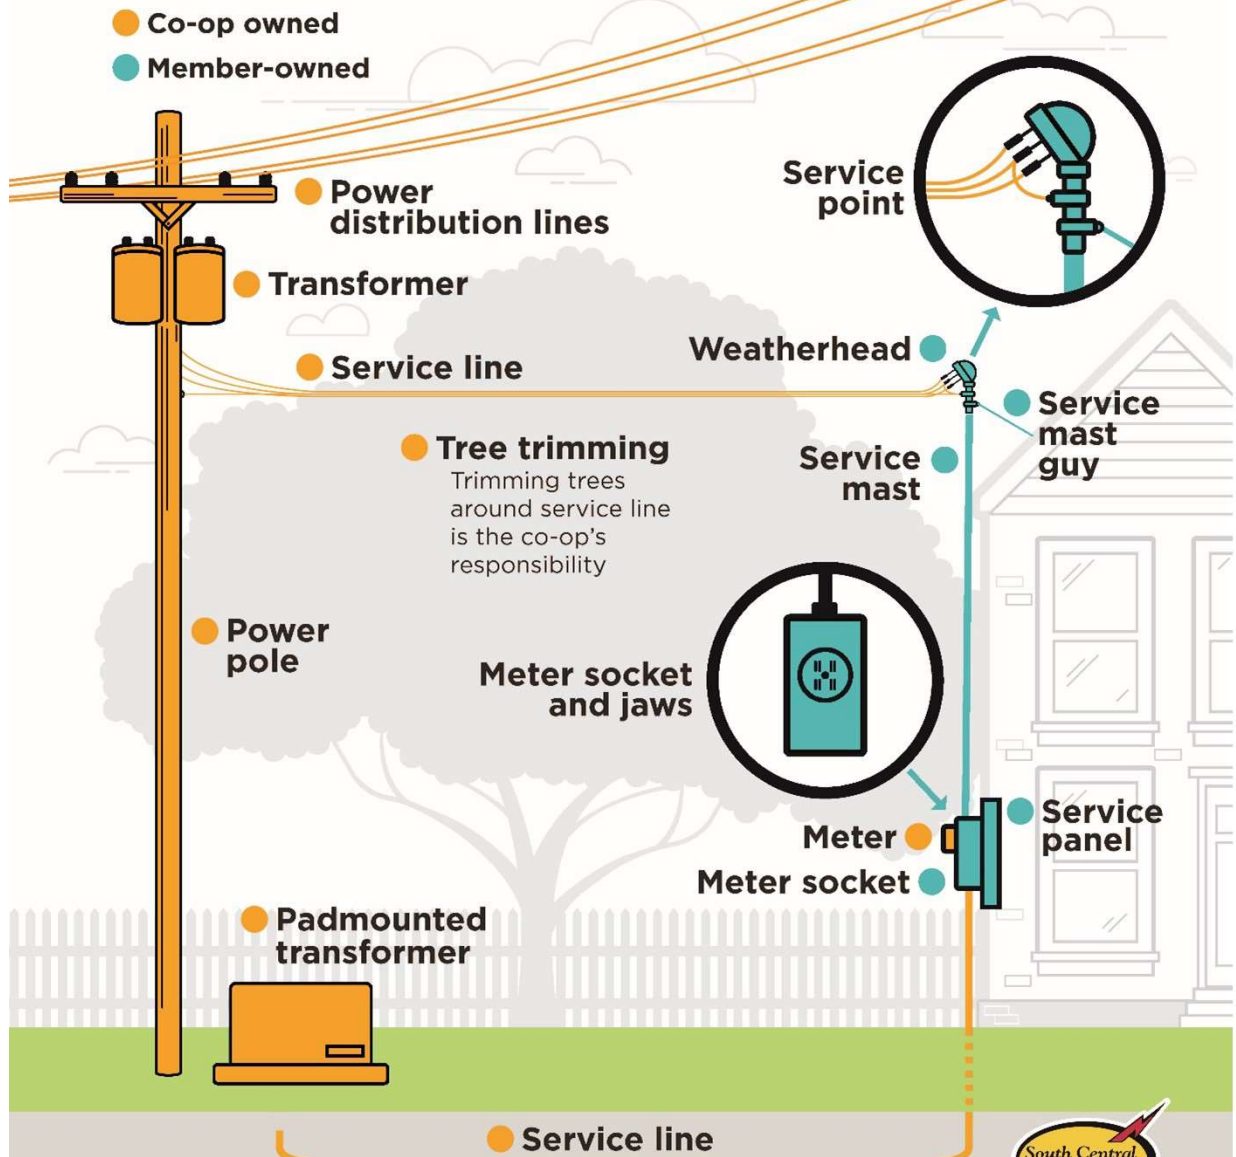 Co-op owned
Member-owned
Power
distribution lines
Service
point
Transformer
Weatherhead
Service line
Service
mast
guy
Tree trimming
Trimming trees
around service line
is the co-op's
responsibility
Service
mast
Power
pole
Meter socket
and jaws
Service
panel
Meter
Meter socket
Padmounted
transformer
Service line
South Central